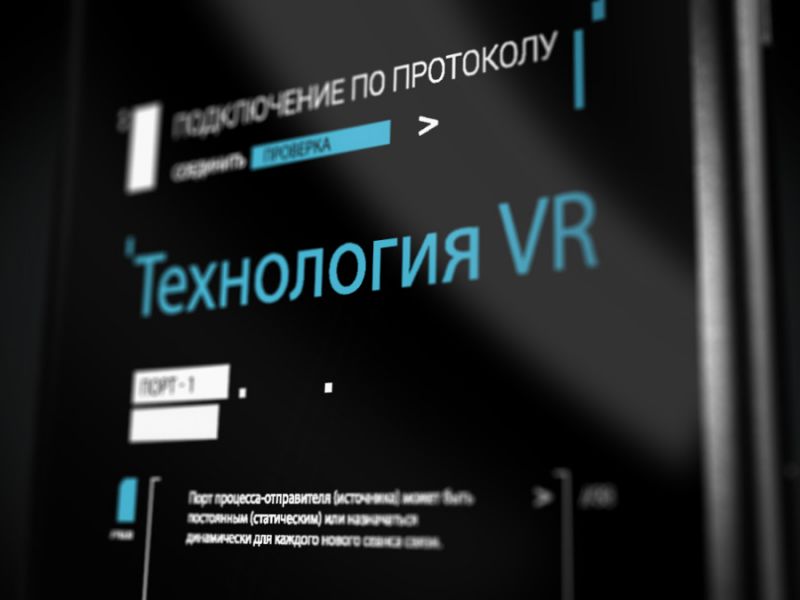 ПОДКЛЮЧЕНИЕ ПО ПРОТОКОЛУ
СОЕДИНИТЬ ПРОВЕРКА >
Технология VR
ПОРТ - 1
Порт процесса-отправителя (источника) может быть
постоянным (статическим) или назначаться
динамически для каждого нового сеанса связи.